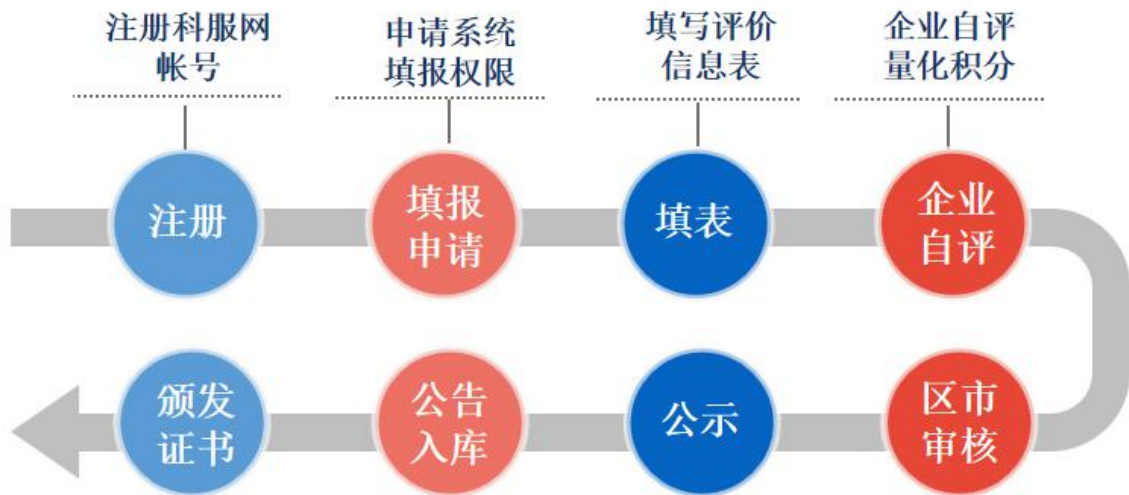 注册科服网
帐号
申请系统
填报权限
填写评价
信息表
企业自评
量化积分
注册
填报
申请
填表
企业
自评
区市
审核
公示
公告
入库
颁发
证书